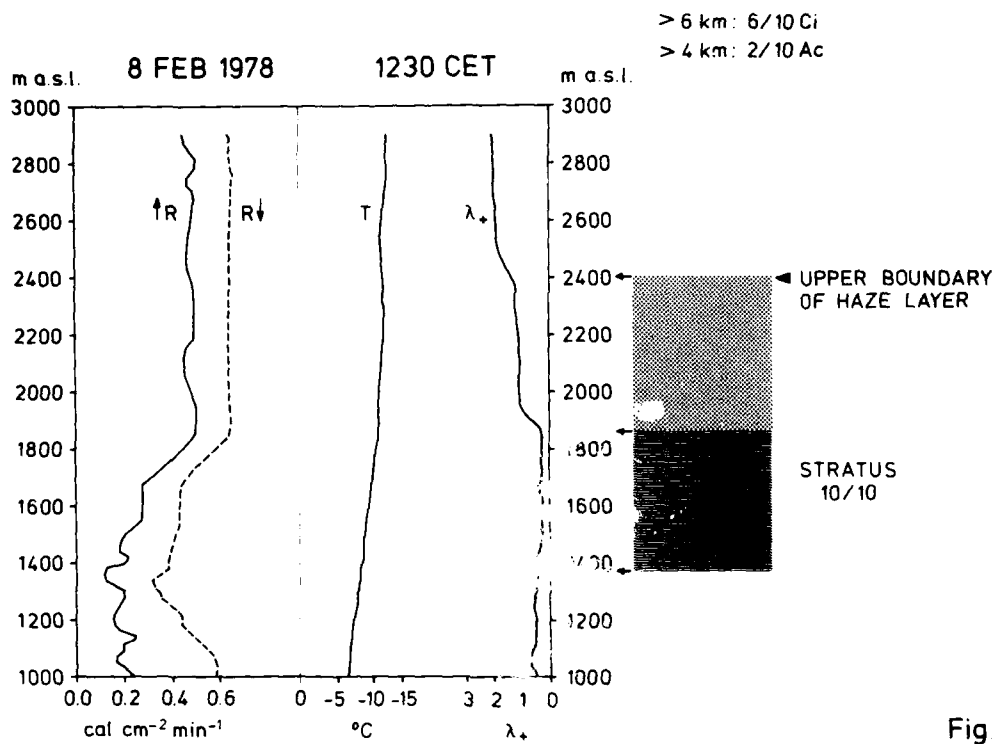 > 6 km: 6/10 Ci
> 4 km: 2/10 Ac
m a.s.l. 8 FEB 1978 1230 CET m a.s.l.
3000 3000
2800 2800
↑R R↓ T λ₊
2600 2600
2400 2400 ◄ UPPER BOUNDARY
OF HAZE LAYER
2200 2200
2000 2000
1800 1800
STRATUS
10/10
1600 1600
1400
1200 1200
1000 1000
0.0 0.2 0.4 0.6 0 -5 -10 -15 3 2 1 0
cal cm⁻² min⁻¹ °C λ₊
Fig